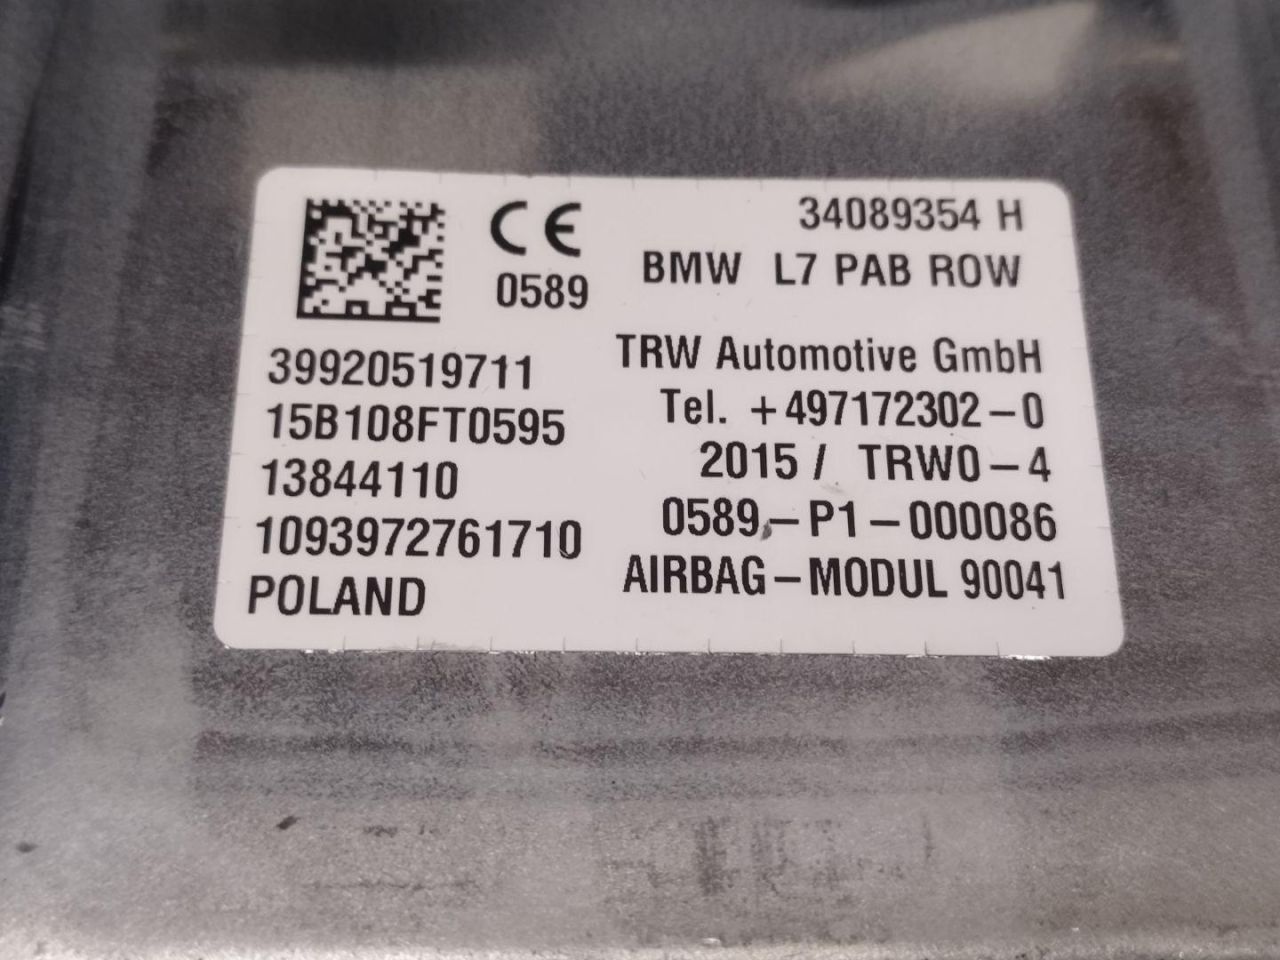 CE
0589
34089354 H
BMW L7 PAB ROW
39920519711
15B108FT0595
13844110
1093972761710
POLAND
TRW Automotive GmbH
Tel. +497172302-0
2015/ TRW0-4
0589-P1-000086
AIRBAG-MODUL 90041